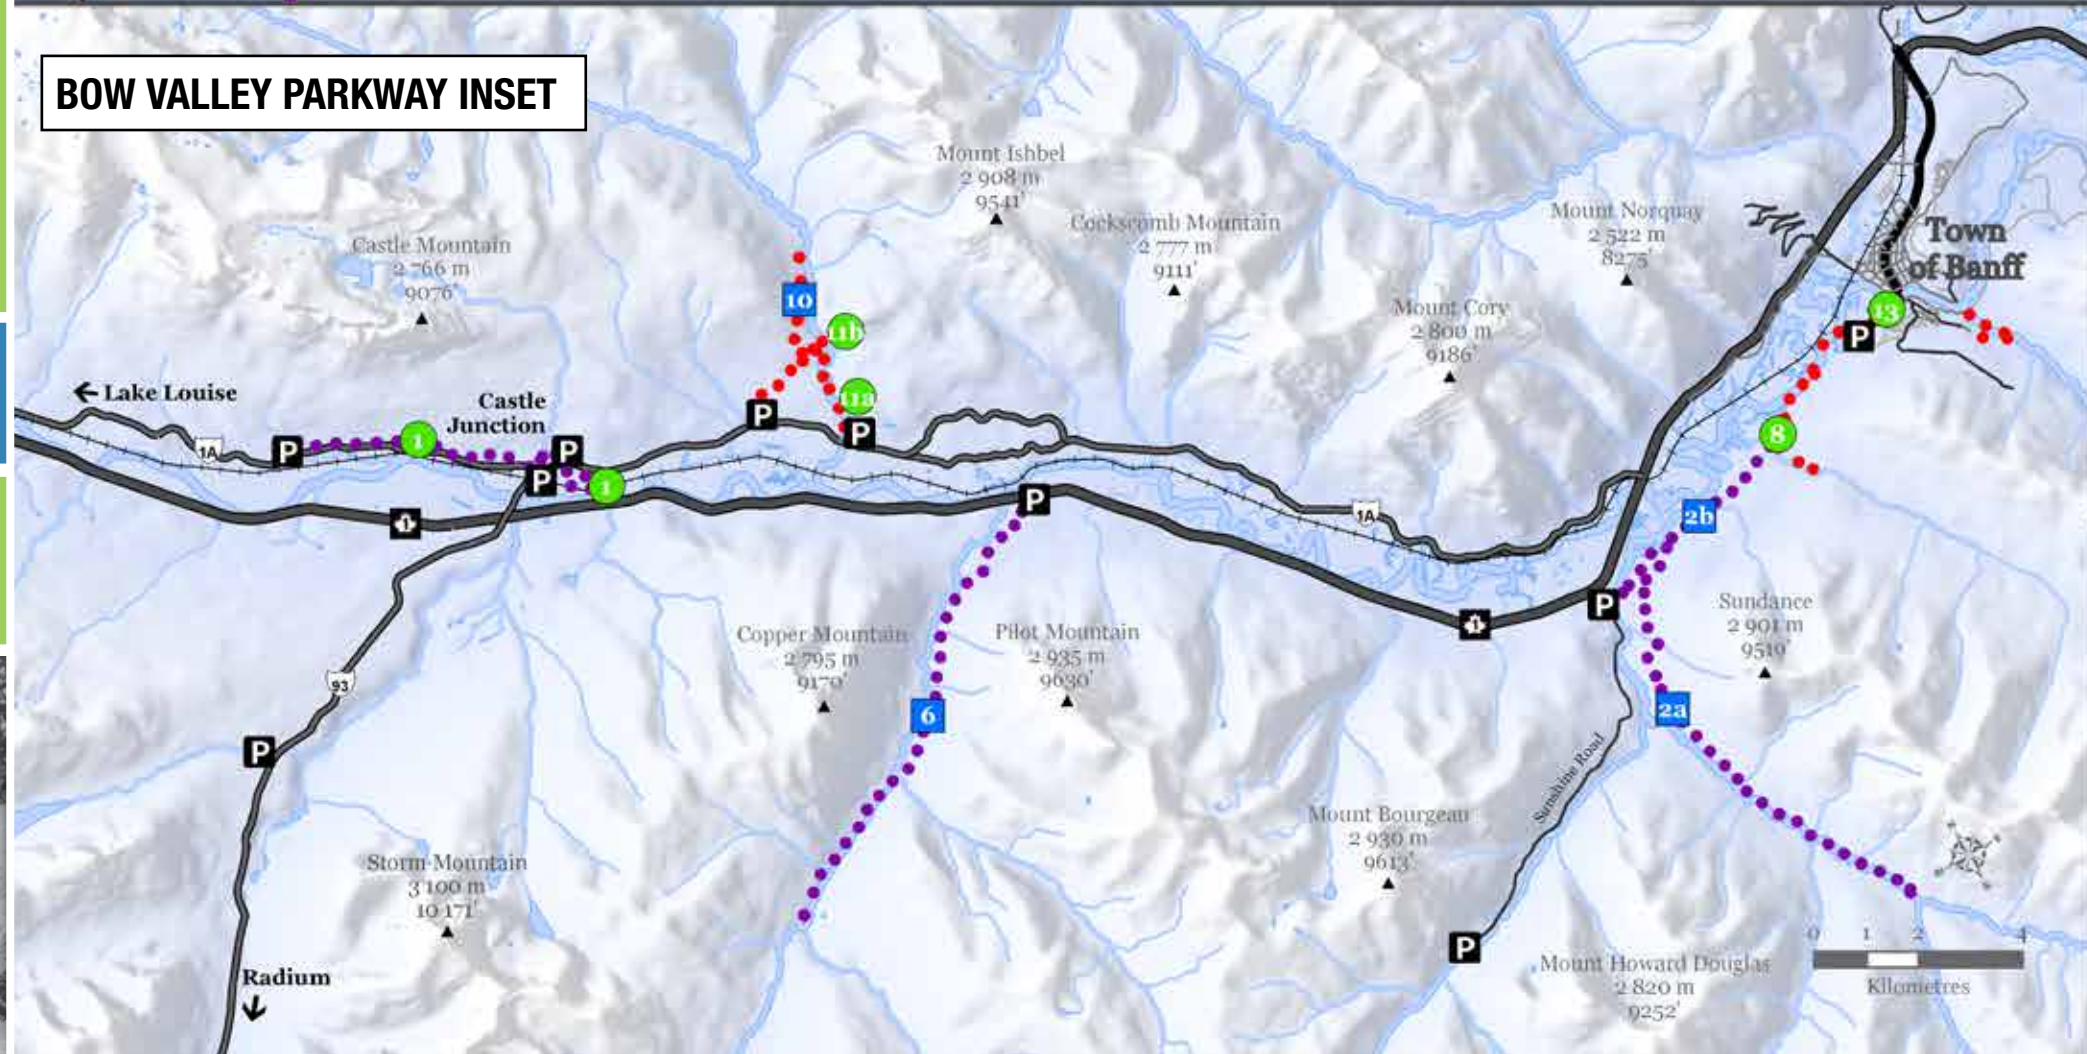 BOW VALLEY PARKWAY INSET
Mount Ishbel
2 908 m
9541'
Cockscomb Mountain
2 777 m
9111'
Mount Norquay
2 522 m
8275'
Town
of Banff
Castle Mountain
2 766 m
9076'
10
11b
13
P
Mount Cory
2 800 m
9186'
← Lake Louise
Castle
Junction
11a
P
P
8
1
1A
P
P
P
1
P
1
1A
2b
1
P
Copper Mountain
2 795 m
9170'
Pilot Mountain
2 935 m
9630'
Sundance
2 901 m
9519'
93
6
2a
P
Sunshine Road
Mount Bourgeau
2 930 m
9613'
Storm Mountain
3 100 m
10 171'
P
Radium
Mount Howard Douglas
2 820 m
9252'
0 1 2 4
Kilometres